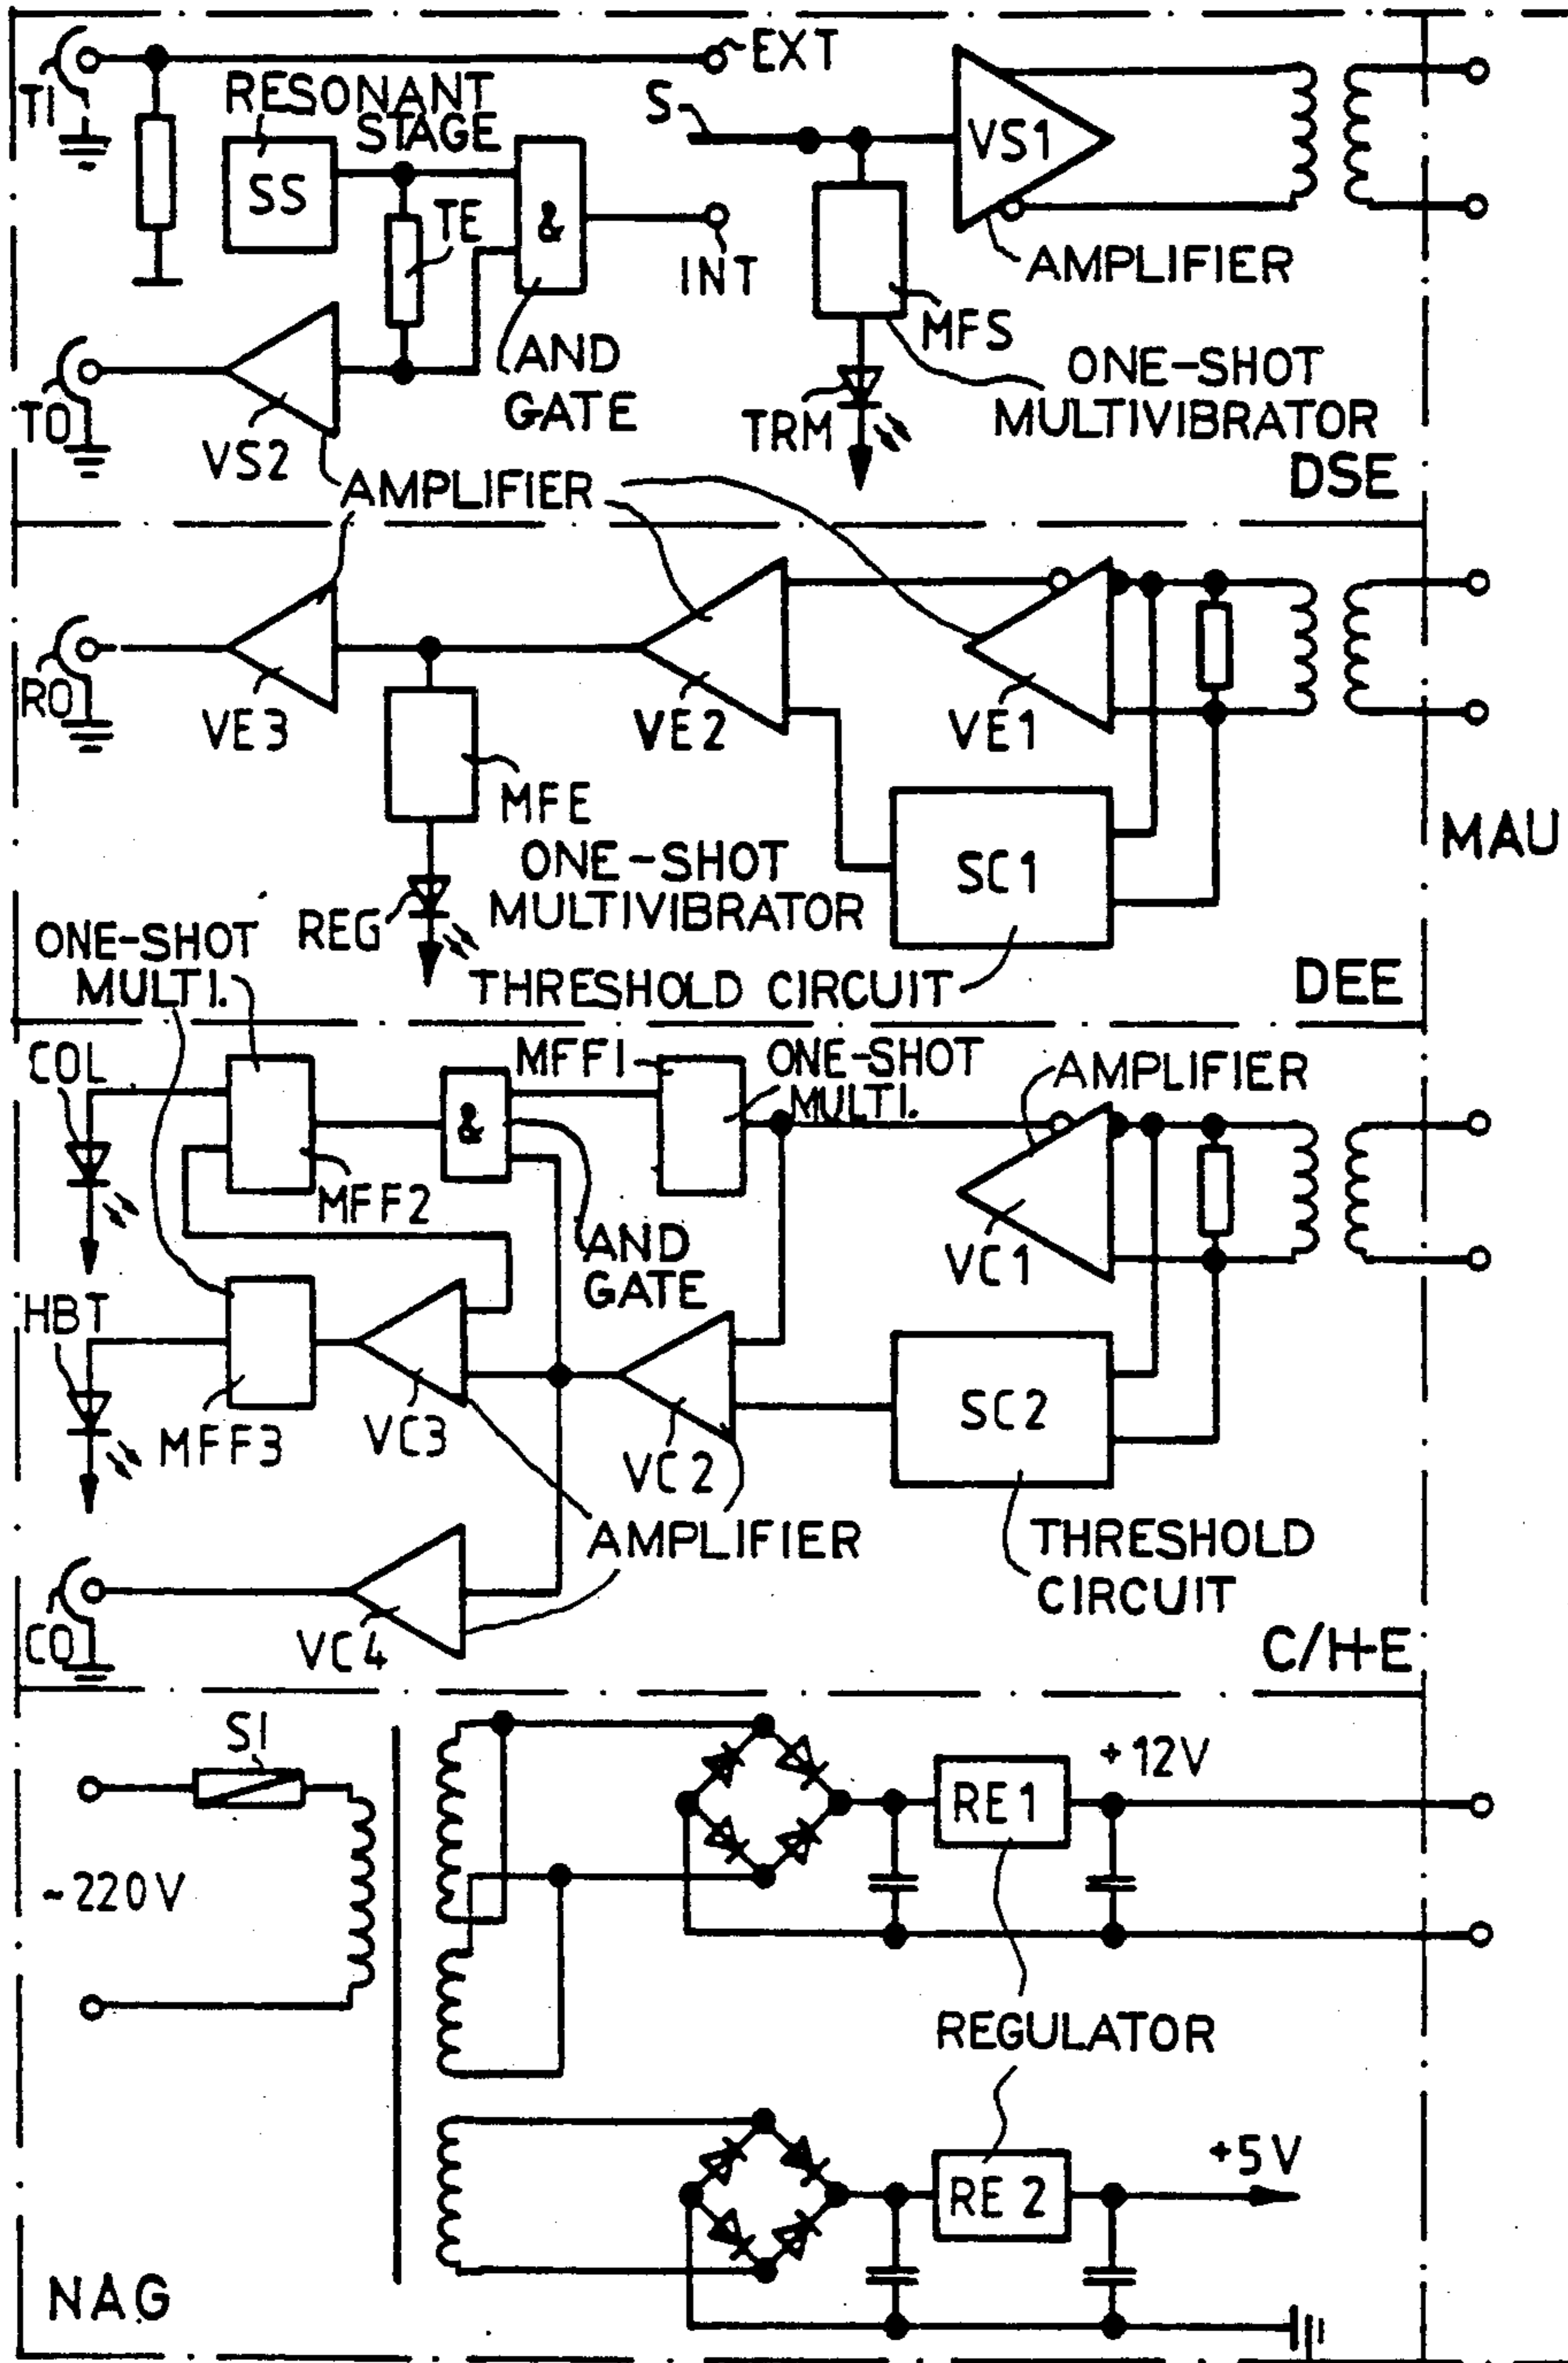 TI
EXT
RESONANT
STAGE
S
SS
TE
&
INT
VS1
AMPLIFIER
MFS
ONE-SHOT
MULTIVIBRATOR
TRM
DSE
AND
GATE
TO
VS2
AMPLIFIER
RO
VE3
VE2
VE1
MFE
ONE-SHOT
MULTIVIBRATOR
REG
SC1
THRESHOLD CIRCUIT
MAU
DEE
ONE-SHOT
MULTI.
COL
MFF2
&
MFF1
ONE-SHOT
MULTI.
AMPLIFIER
VC1
AND
GATE
HBT
MFF3
VC3
VC2
SC2
AMPLIFIER
THRESHOLD
CIRCUIT
CO
VC4
C/H-E
SI
~220V
RE1
+12V
REGULATOR
RE 2
+5V
NAG